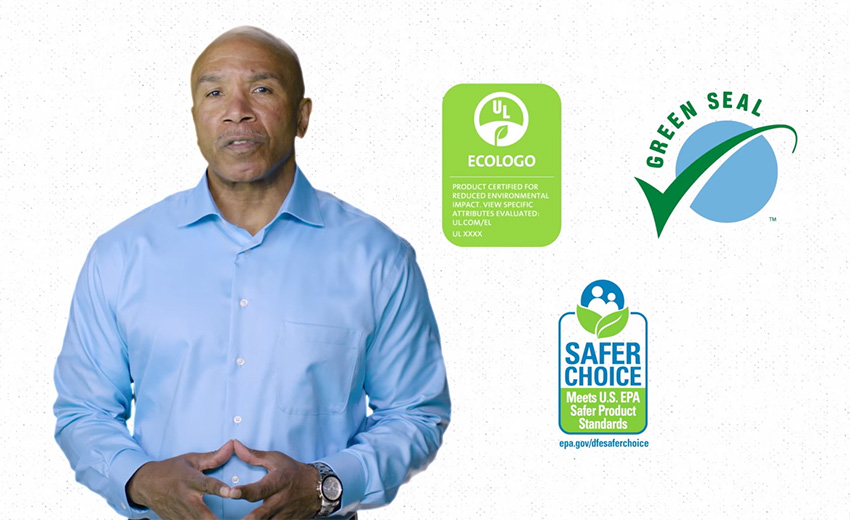 UL
ECOLOGO
PRODUCT CERTIFIED FOR
REDUCED ENVIRONMENTAL
IMPACT. VIEW SPECIFIC
ATTRIBUTES EVALUATED:
UL.COM/EL
UL XXXX
GREEN SEAL
™
SAFER
CHOICE
Meets U.S. EPA
Safer Product
Standards
epa.gov/dfesaferchoice